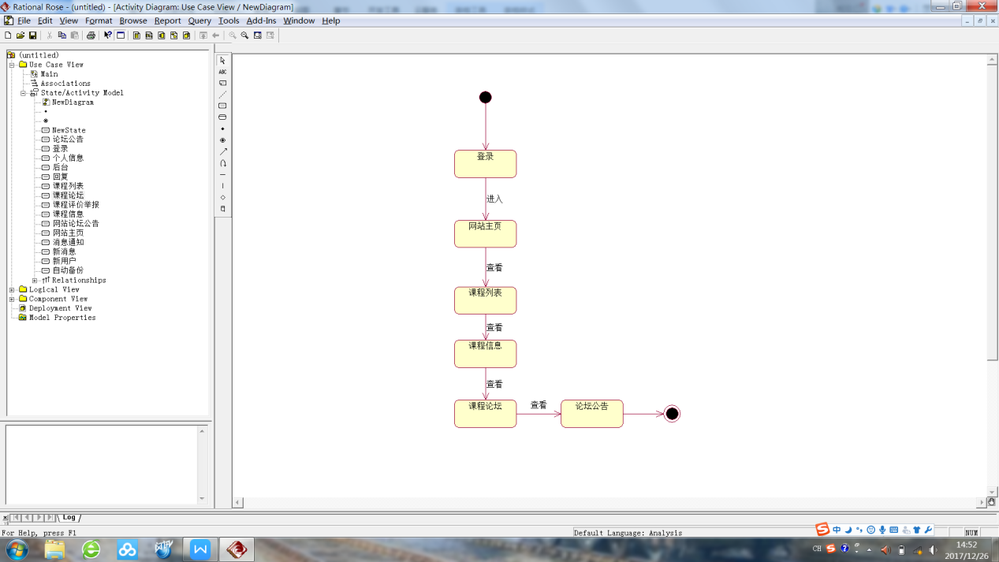 Rational Rose - (untitled) - [Activity Diagram: Use Case View / NewDiagram]
File Edit View Format Browse Report Query Tools Add-Ins Window Help
(untitled)
Use Case View
Main
Associations
State/Activity Model
NewDiagram
NewState
论坛公告
登录
个人信息
后台
回复
课程列表
课程论坛
课程评价举报
课程信息
网站论坛公告
网站主页
消息通知
新消息
新用户
自动备份
Relationships
Logical View
Component View
Deployment View
Model Properties
ABC
登录
进入
网站主页
查看
课程列表
查看
课程信息
查看
课程论坛
查看
论坛公告
Log
For Help, press F1
Default Language: Analysis
NUM
中
CH
14:52
2017/12/26